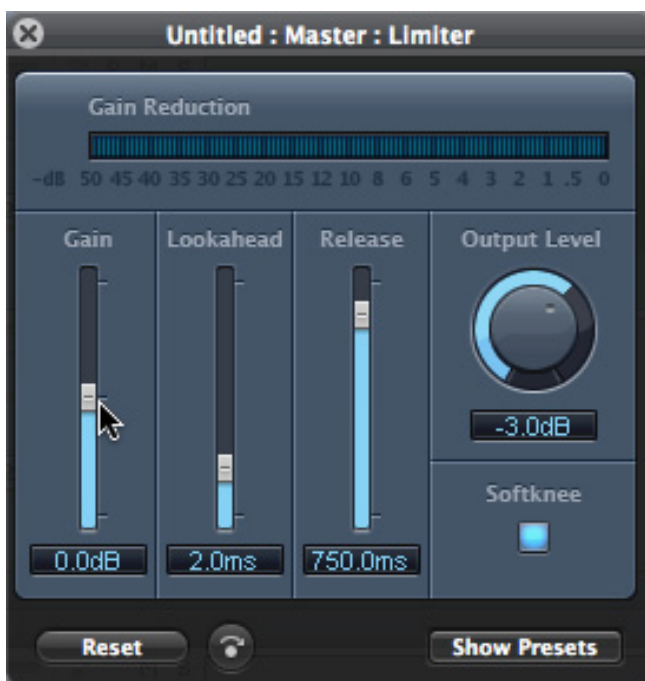 Untitled : Master : Limiter
Gain Reduction
-dB 50 45 40 35 30 25 20 15 12 10 8 6 5 4 3 2 1 .5 0
Gain Lookahead Release Output Level
-3.0dB
Softknee
0.0dB 2.0ms 750.0ms
Reset Show Presets